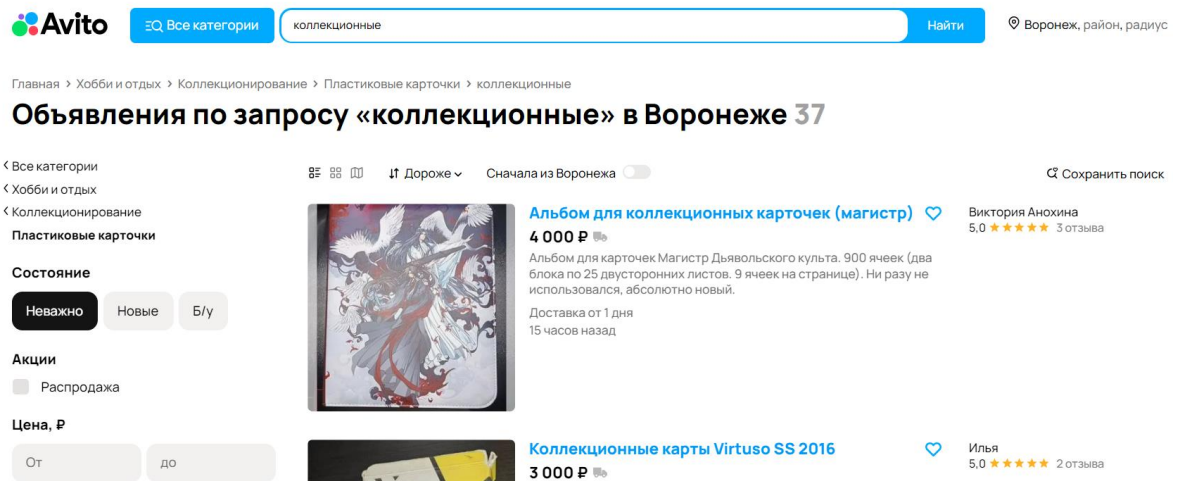 Avito
Все категории
коллекционные
Найти
Воронеж, район, радиус
Главная > Хобби и отдых > Коллекционирование > Пластиковые карточки > коллекционные
Объявления по запросу «коллекционные» в Воронеже 37
Все категории
Хобби и отдых
Коллекционирование
Пластиковые карточки
Состояние
Неважно Новые Б/у
Акции
Распродажа
Цена, ₽
От до
Дороже Сначала из Воронежа Сохранить поиск
Альбом для коллекционных карточек (магистр)
4 000 ₽
Альбом для карточек Магистр Дьявольского культа. 900 ячеек (два
блока по 25 двусторонних листов. 9 ячеек на странице). Ни разу не
использовался, абсолютно новый.
Доставка от 1 дня
15 часов назад
Виктория Анохина
5,0 ★★★★★ 3 отзыва
Коллекционные карты Virtuso SS 2016
3 000 ₽
Илья
5,0 ★★★★★ 2 отзыва